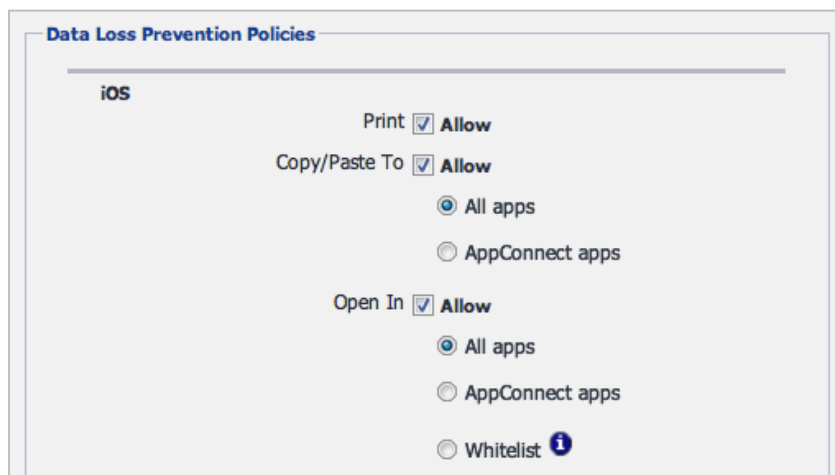 Data Loss Prevention Policies
iOS
Print Allow
Copy/Paste To Allow
All apps
AppConnect apps
Open In Allow
All apps
AppConnect apps
Whitelist i